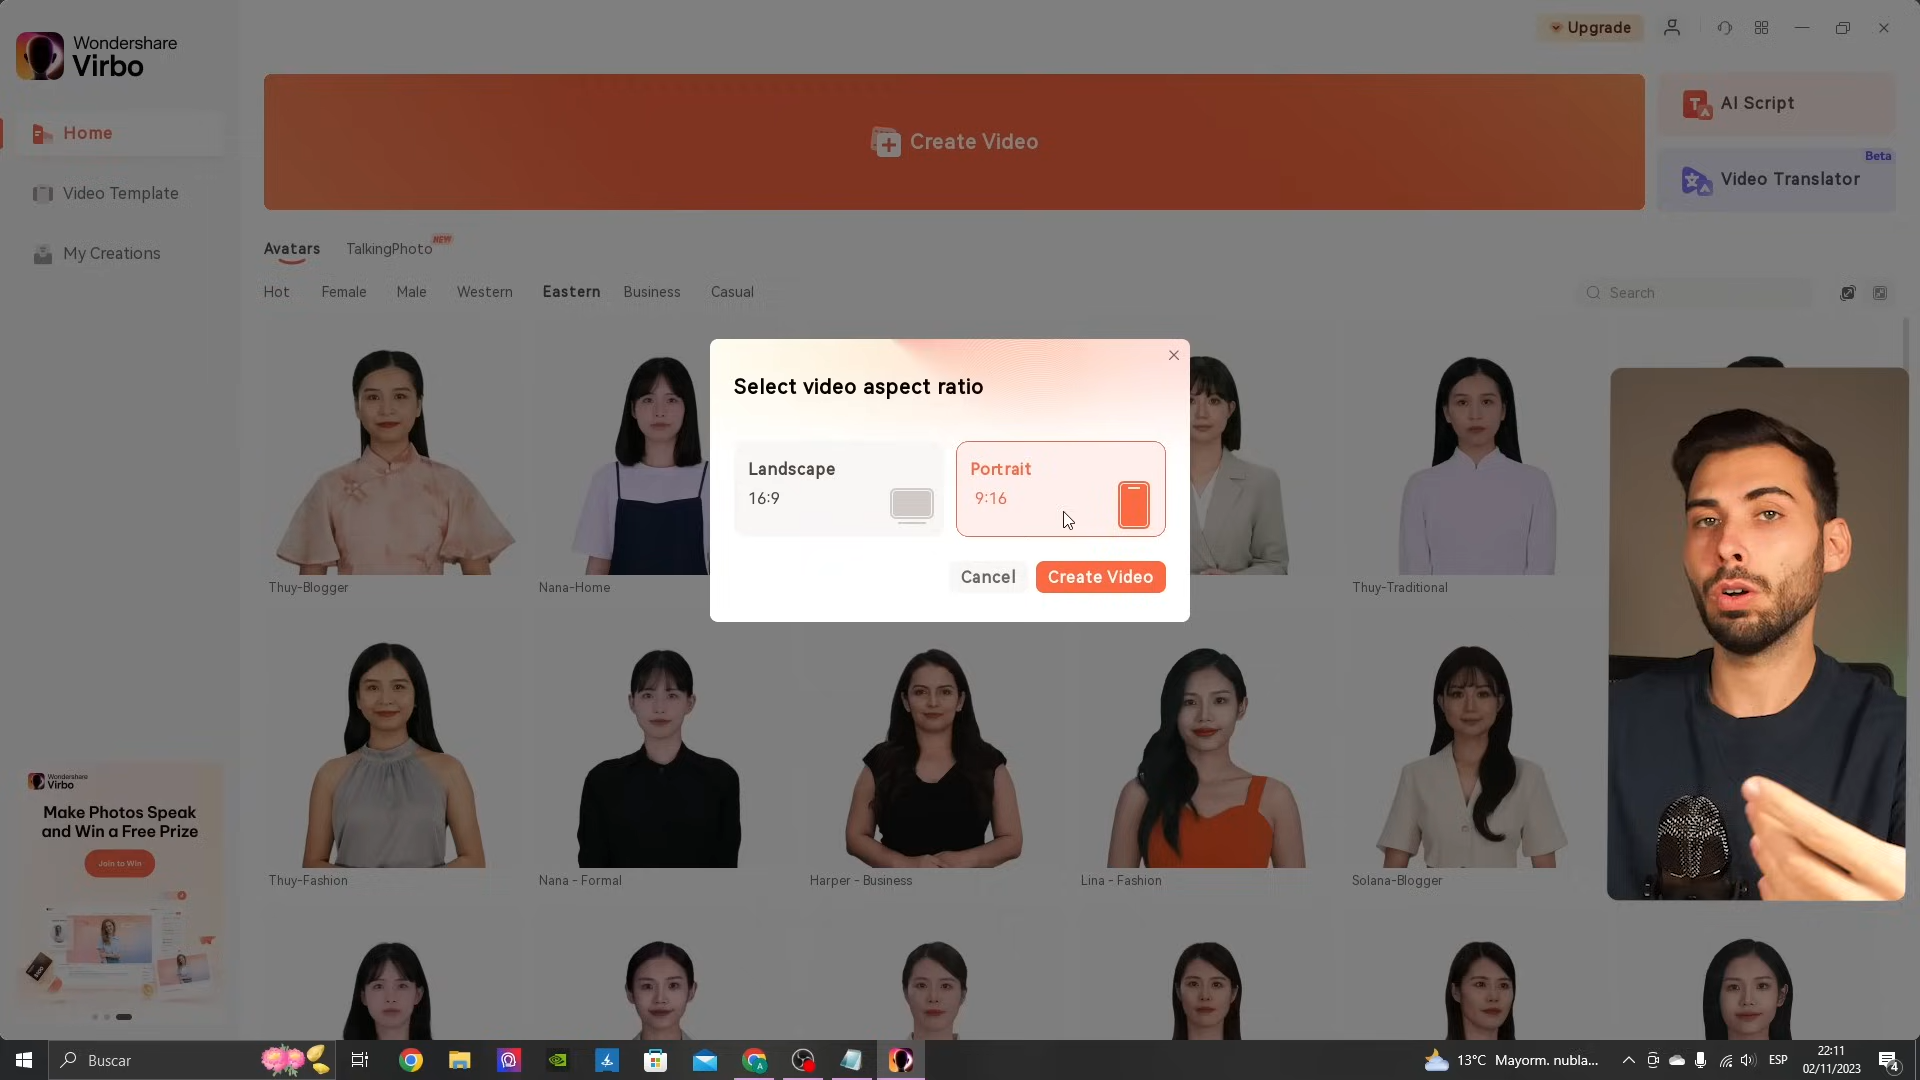 Wondershare
Virbo
Upgrade
Home
Video Template
My Creations
Create Video
AI Script
Beta
Video Translator
Avatars
TalkingPhoto
NEW
Hot
Female
Male
Western
Eastern
Business
Casual
Search
Select video aspect ratio
Landscape
16:9
Portrait
9:16
Cancel
Create Video
Thuy-Blogger
Nana-Home
Thuy-Traditional
Thuy-Fashion
Nana - Formal
Harper - Business
Lina - Fashion
Solana-Blogger
Wondershare
Virbo
Make Photos Speak
and Win a Free Prize
Join to Win
Buscar
13°C Mayorm. nubla...
ESP
22:11
02/11/2023
4